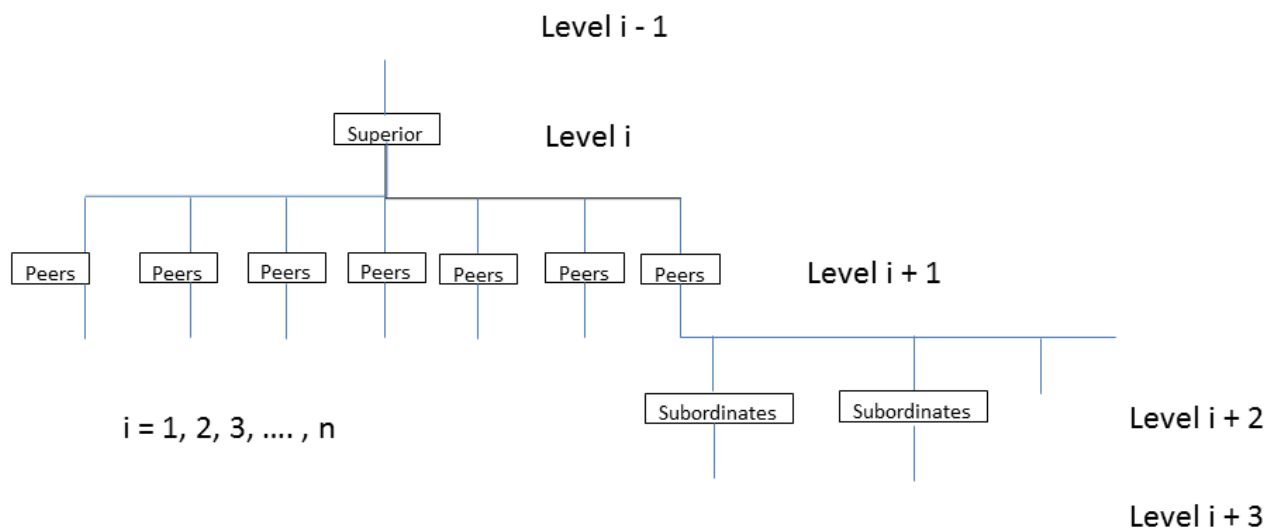 Level i - 1
Superior
Level i
Peers
Peers
Peers
Peers
Peers
Peers
Peers
Level i + 1
Subordinates
Subordinates
i = 1, 2, 3, .... , n
Level i + 2
Level i + 3